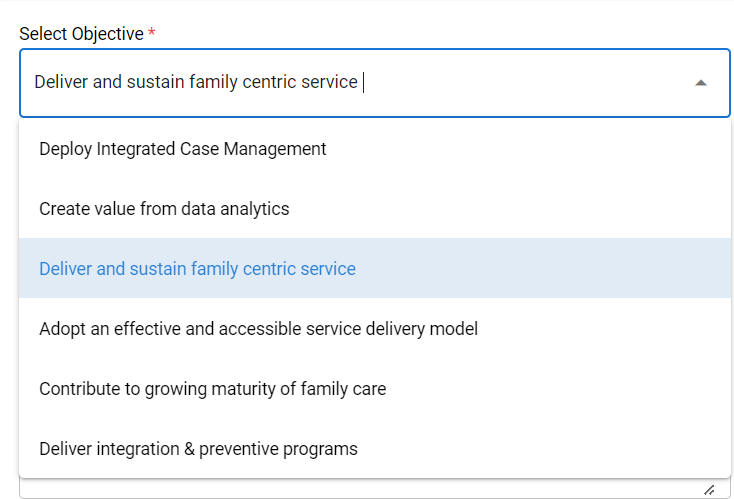 Select Objective *
Deliver and sustain family centric service
Deploy Integrated Case Management
Create value from data analytics
Deliver and sustain family centric service
Adopt an effective and accessible service delivery model
Contribute to growing maturity of family care
Deliver integration & preventive programs